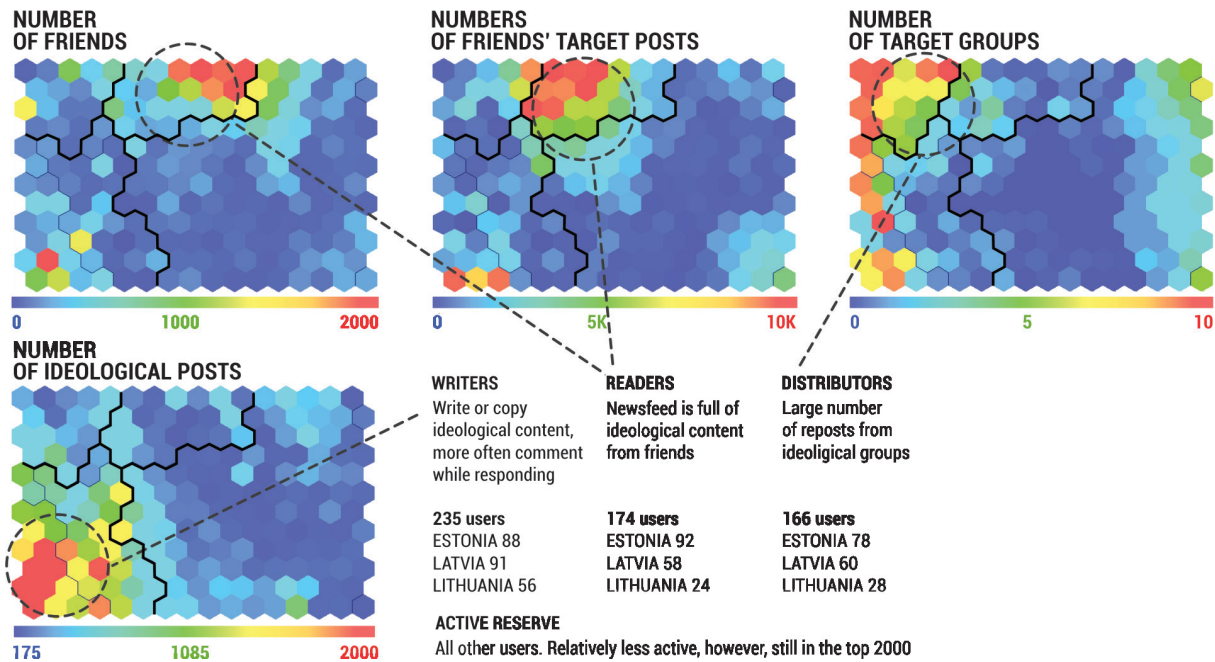 NUMBER
OF FRIENDS
0 1000 2000
NUMBERS
OF FRIENDS' TARGET POSTS
0 5K 10K
NUMBER
OF TARGET GROUPS
0 5 10
NUMBER
OF IDEOLOGICAL POSTS
175 1085 2000
WRITERS
Write or copy
ideological content,
more often comment
while responding
235 users
ESTONIA 88
LATVIA 91
LITHUANIA 56
READERS
Newsfeed is full of
ideological content
from friends
174 users
ESTONIA 92
LATVIA 58
LITHUANIA 24
DISTRIBUTORS
Large number
of reposts from
ideoligical groups
166 users
ESTONIA 78
LATVIA 60
LITHUANIA 28
ACTIVE RESERVE
All other users. Relatively less active, however, still in the top 2000